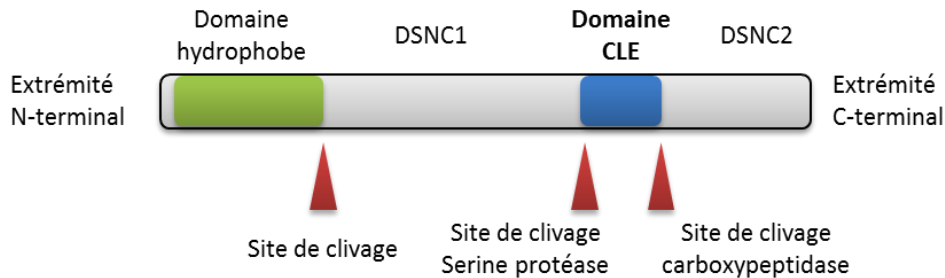 Domaine
hydrophobe
DSNC1
Domaine
CLE
DSNC2
Extrémité
N-terminal
Extrémité
C-terminal
Site de clivage
Site de clivage
Serine protéase
Site de clivage
carboxypeptidase